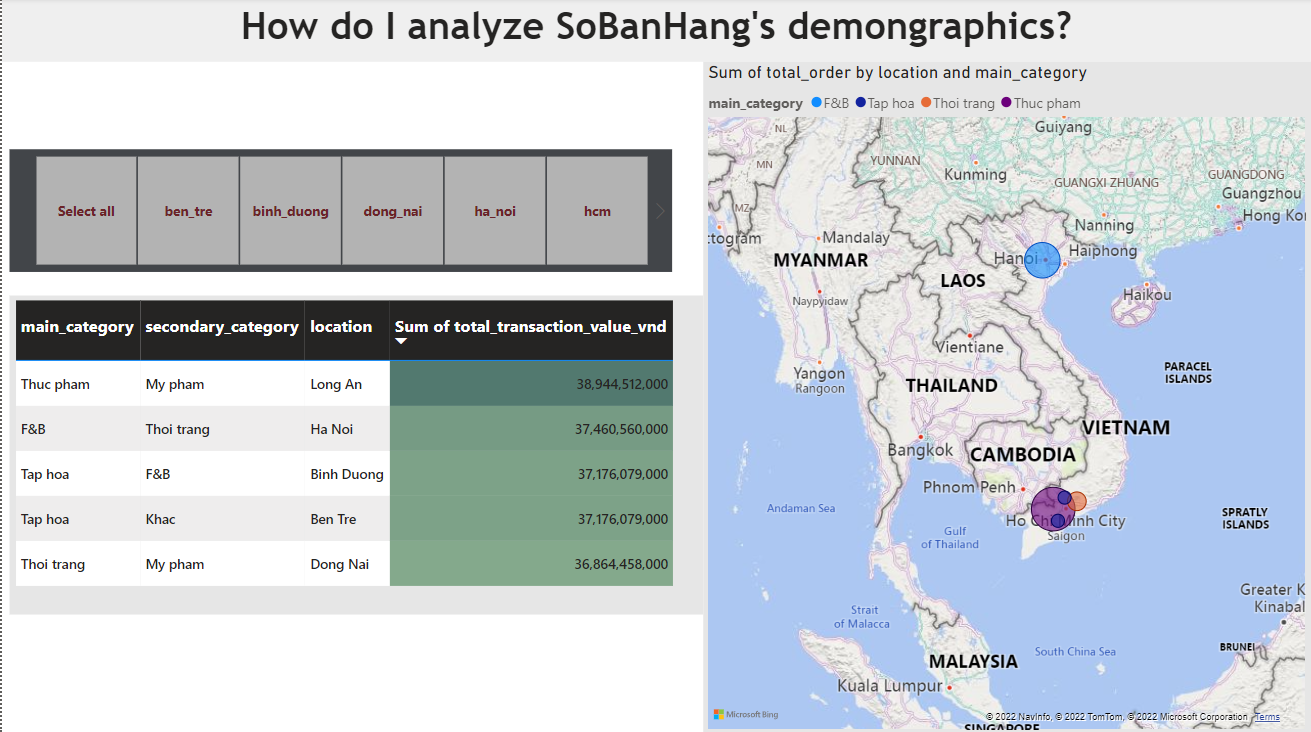 How do I analyze SoBanHang's demongraphics?
Select all
ben_tre
binh_duong
dong_nai
ha_noi
hcm
main_category secondary_category location Sum of total_transaction_value_vnd
Thuc pham My pham Long An 38,944,512,000
F&B Thoi trang Ha Noi 37,460,560,000
Tap hoa F&B Binh Duong 37,176,079,000
Tap hoa Khac Ben Tre 37,176,079,000
Thoi trang My pham Dong Nai 36,864,458,000
Sum of total_order by location and main_category
main_category F&B Tap hoa Thoi trang Thuc pham
NL
Guiyang
MN
YUNNAN
Kunming
GUANGXI ZHUANG
GUANGDONG
Guangzhou
MZ
Hong Ko
Nanning
ttogram
Mandalay
MYANMAR
Hanoi
Haiphong
LAOS
Haikou
Naypyidaw
Vientiane
Yangon
Rangoon
THAILAND
PARACEL
ISLANDS
VIETNAM
Bangkok
CAMBODIA
Phnom Penh
Andaman Sea
Ho Chi Minh City
Saigon
SPRATLY
ISLANDS
Gulf
of Thailand
Greater K
Kinabal
Strait
of Malacca
BRUNEI
South China Sea
MALAYSIA
Kuala Lumpur
Microsoft Bing
© 2022 NavInfo, © 2022 TomTom, © 2022 Microsoft Corporation Terms
SINGAPORE